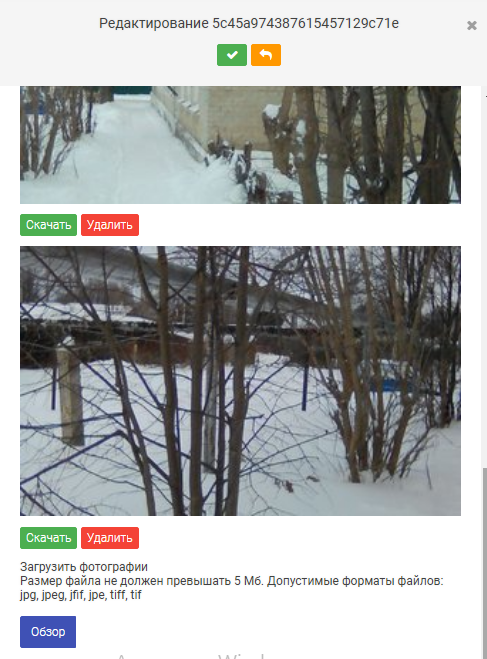 Редактирование 5c45a974387615457129c71e
Скачать Удалить
Скачать Удалить
Загрузить фотографии
Размер файла не должен превышать 5 Мб. Допустимые форматы файлов:
jpg, jpeg, jfif, jpe, tiff, tif
Обзор